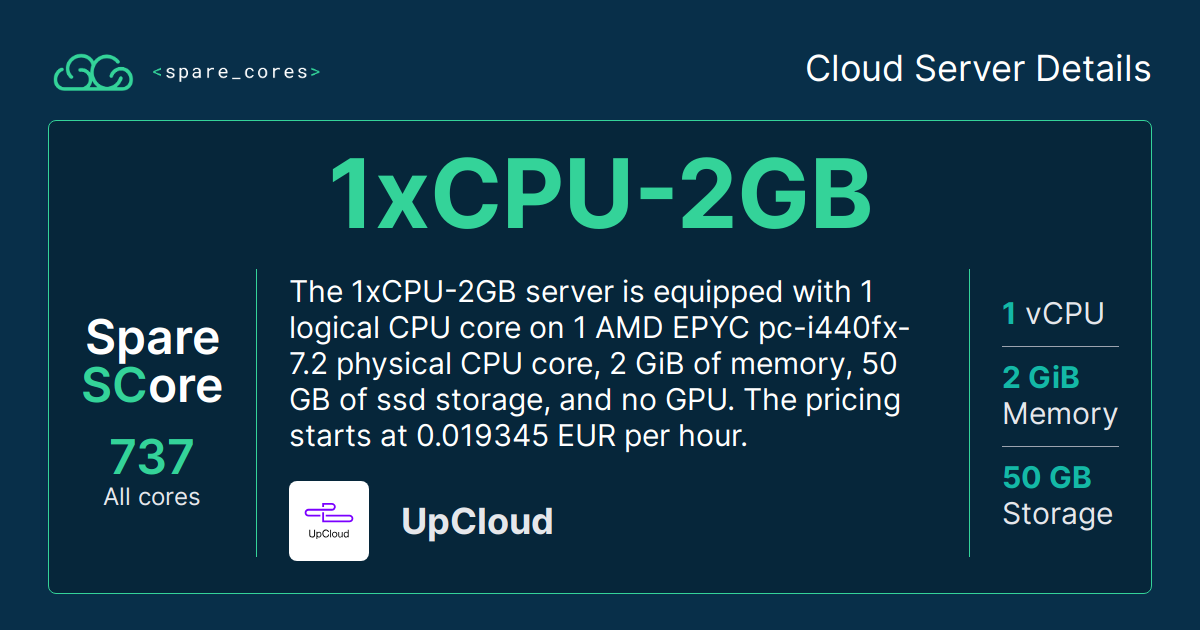 <spare_cores>
Cloud Server Details
1xCPU-2GB
Spare
SCore
737
All cores
The 1xCPU-2GB server is equipped with 1
logical CPU core on 1 AMD EPYC pc-i440fx-
7.2 physical CPU core, 2 GiB of memory, 50
GB of ssd storage, and no GPU. The pricing
starts at 0.019345 EUR per hour.
UpCloud
UpCloud
1 vCPU
2 GiB
Memory
50 GB
Storage